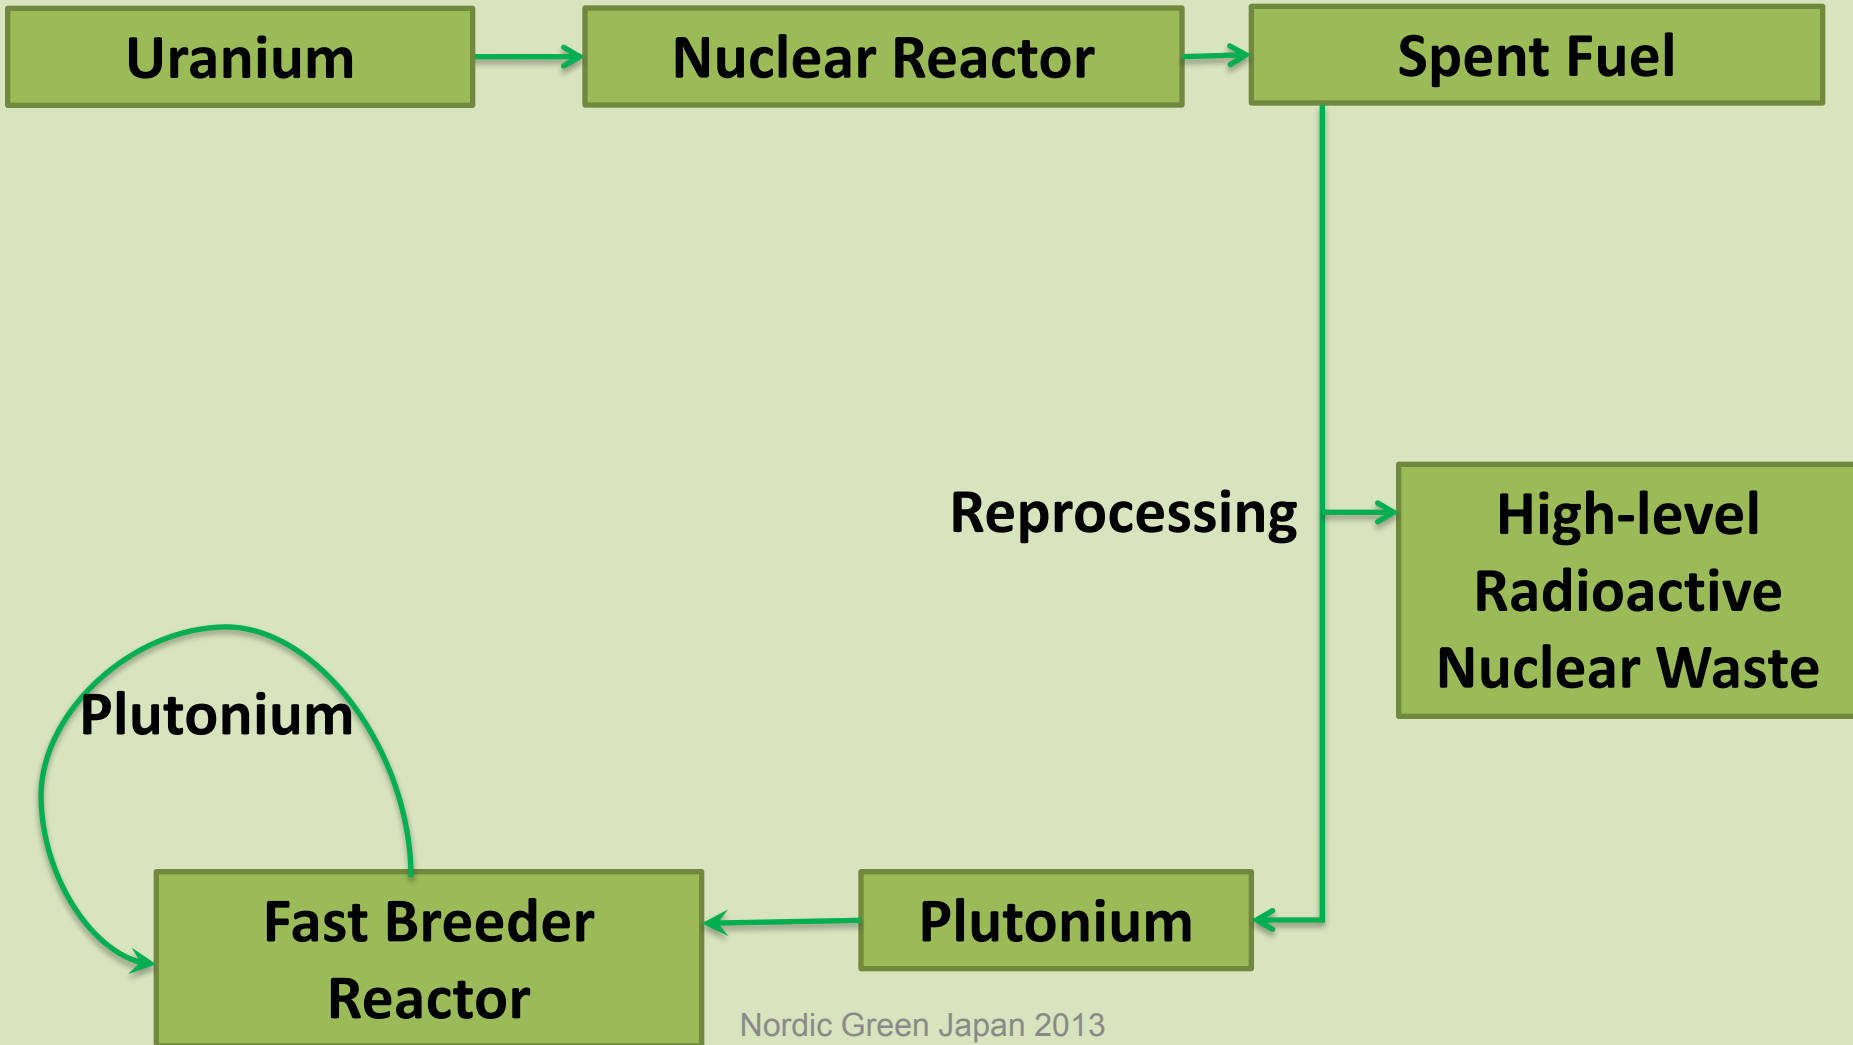 Uranium
Nuclear Reactor
Spent Fuel
Reprocessing
High-level
Radioactive
Nuclear Waste
Plutonium
Fast Breeder
Reactor
Plutonium
Nordic Green Japan 2013